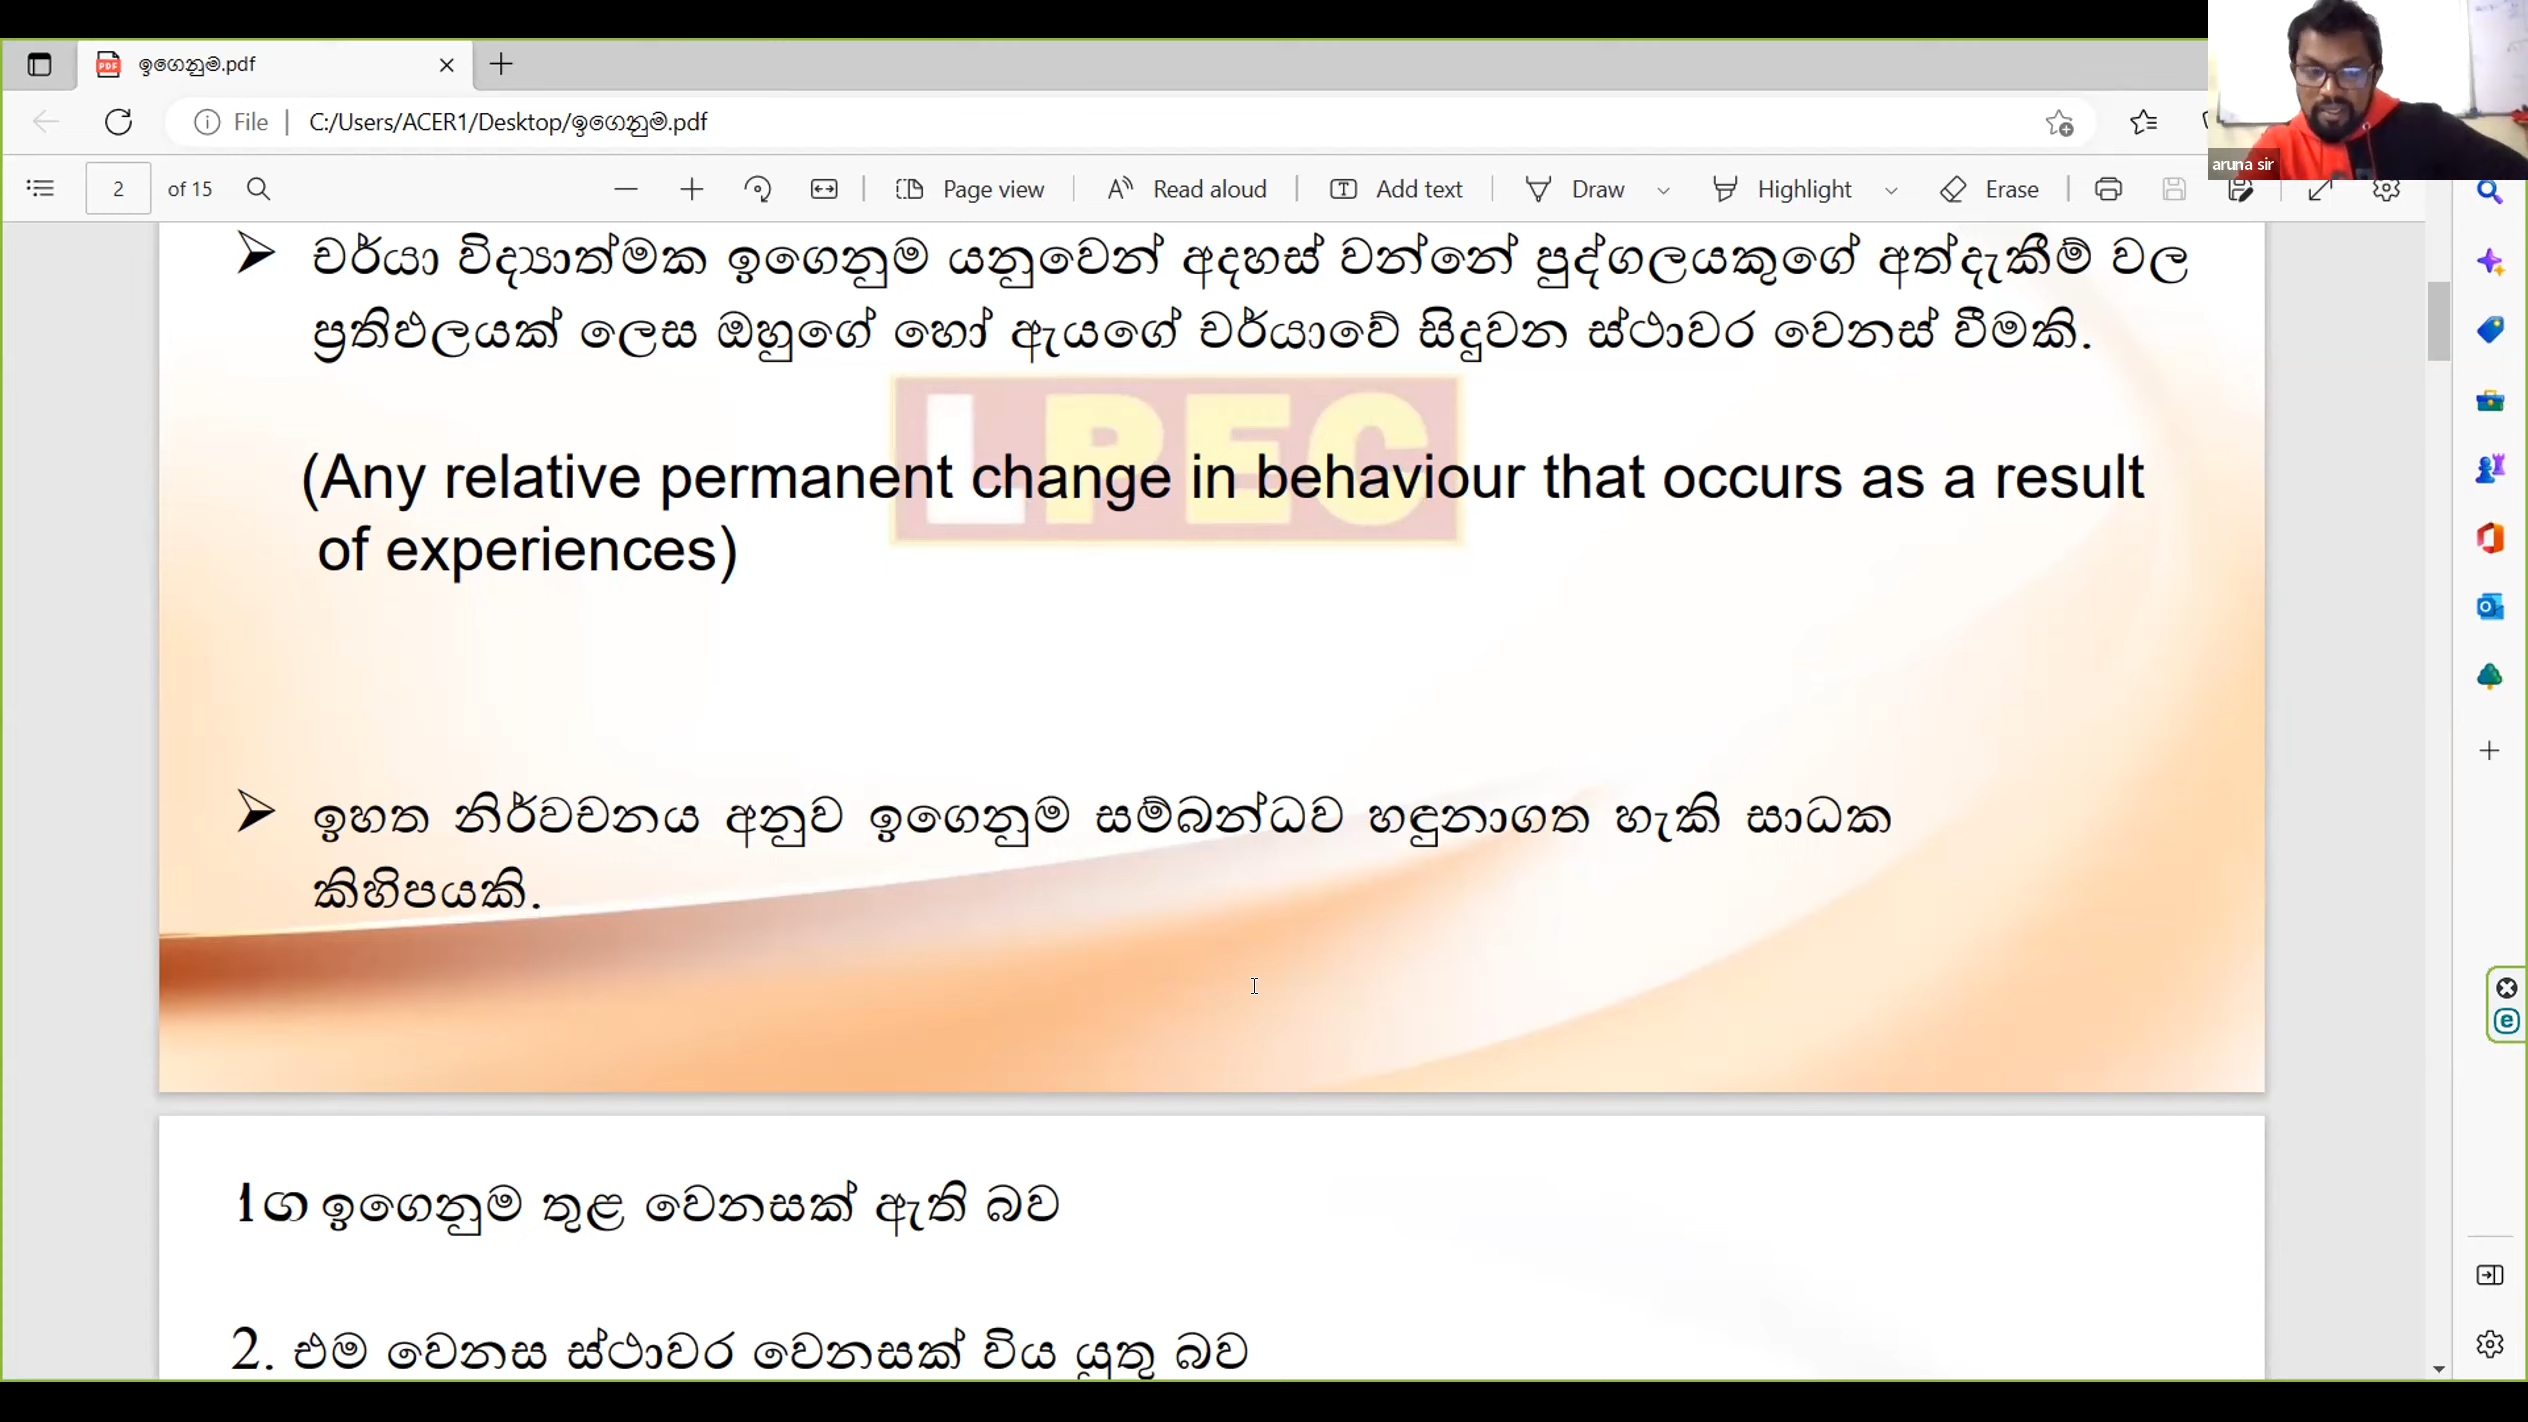 ඉගෙනුම.pdf
File
C:/Users/ACER1/Desktop/ඉගෙනුම.pdf
aruna sir
2 of 15
Page view
Read aloud
Add text
Draw
Highlight
Erase
➤ චර්යා විද්‍යාත්මක ඉගෙනුම යනුවෙන් අදහස් වන්නේ පුද්ගලයකුගේ අත්දැකීම් වල
ප්‍රතිඵලයක් ලෙස ඔහුගේ හෝ ඇයගේ චර්යාවේ සිදුවන ස්ථාවර වෙනස් වීමකි.
LPEC
(Any relative permanent change in behaviour that occurs as a result
of experiences)
➤ ඉහත නිර්වචනය අනුව ඉගෙනුම සම්බන්ධව හඳුනාගත හැකි සාධක
කිහිපයකි.
1ග ඉගෙනුම තුළ වෙනසක් ඇති බව
2. එම වෙනස ස්ථාවර වෙනසක් විය යුතු බව